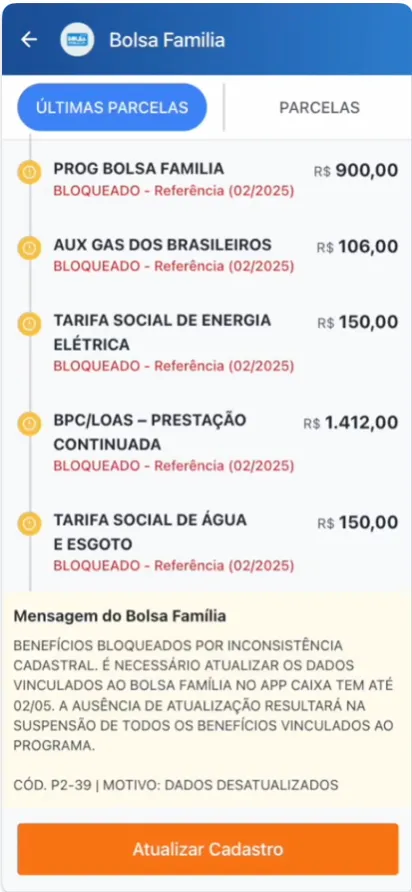 Bolsa Familia
ÚLTIMAS PARCELAS
PARCELAS
PROG BOLSA FAMILIA
R$ 900,00
BLOQUEADO - Referência (02/2025)
AUX GAS DOS BRASILEIROS
R$ 106,00
BLOQUEADO - Referência (02/2025)
TARIFA SOCIAL DE ENERGIA
R$ 150,00
ELÉTRICA
BLOQUEADO - Referência (02/2025)
BPC/LOAS – PRESTAÇÃO
R$ 1.412,00
CONTINUADA
BLOQUEADO - Referência (02/2025)
TARIFA SOCIAL DE ÁGUA
R$ 150,00
E ESGOTO
BLOQUEADO - Referência (02/2025)
Mensagem do Bolsa Família
BENEFÍCIOS BLOQUEADOS POR INCONSISTÊNCIA
CADASTRAL. É NECESSÁRIO ATUALIZAR OS DADOS
VINCULADOS AO BOLSA FAMÍLIA NO APP CAIXA TEM ATÉ
02/05. A AUSÊNCIA DE ATUALIZAÇÃO RESULTARÁ NA
SUSPENSÃO DE TODOS OS BENEFÍCIOS VINCULADOS AO
PROGRAMA.
CÓD. P2-39 | MOTIVO: DADOS DESATUALIZADOS
Atualizar Cadastro